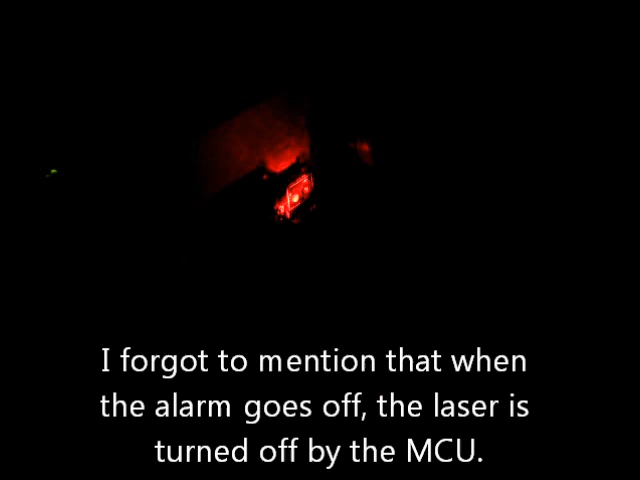 I forgot to mention that when
the alarm goes off, the laser is
turned off by the MCU.